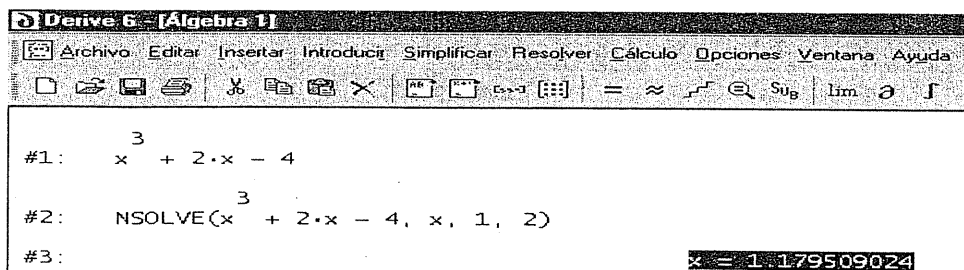 Derive 6 - [Álgebra 1]
Archivo Editar Insertar Introducir Simplificar Resolver Cálculo Opciones Ventana Ayuda
= ≈ Sub lim ∂ ∫
#1: x³ + 2·x - 4
#2: NSOLVE(x³ + 2·x - 4, x, 1, 2)
#3: x = 1.179509024